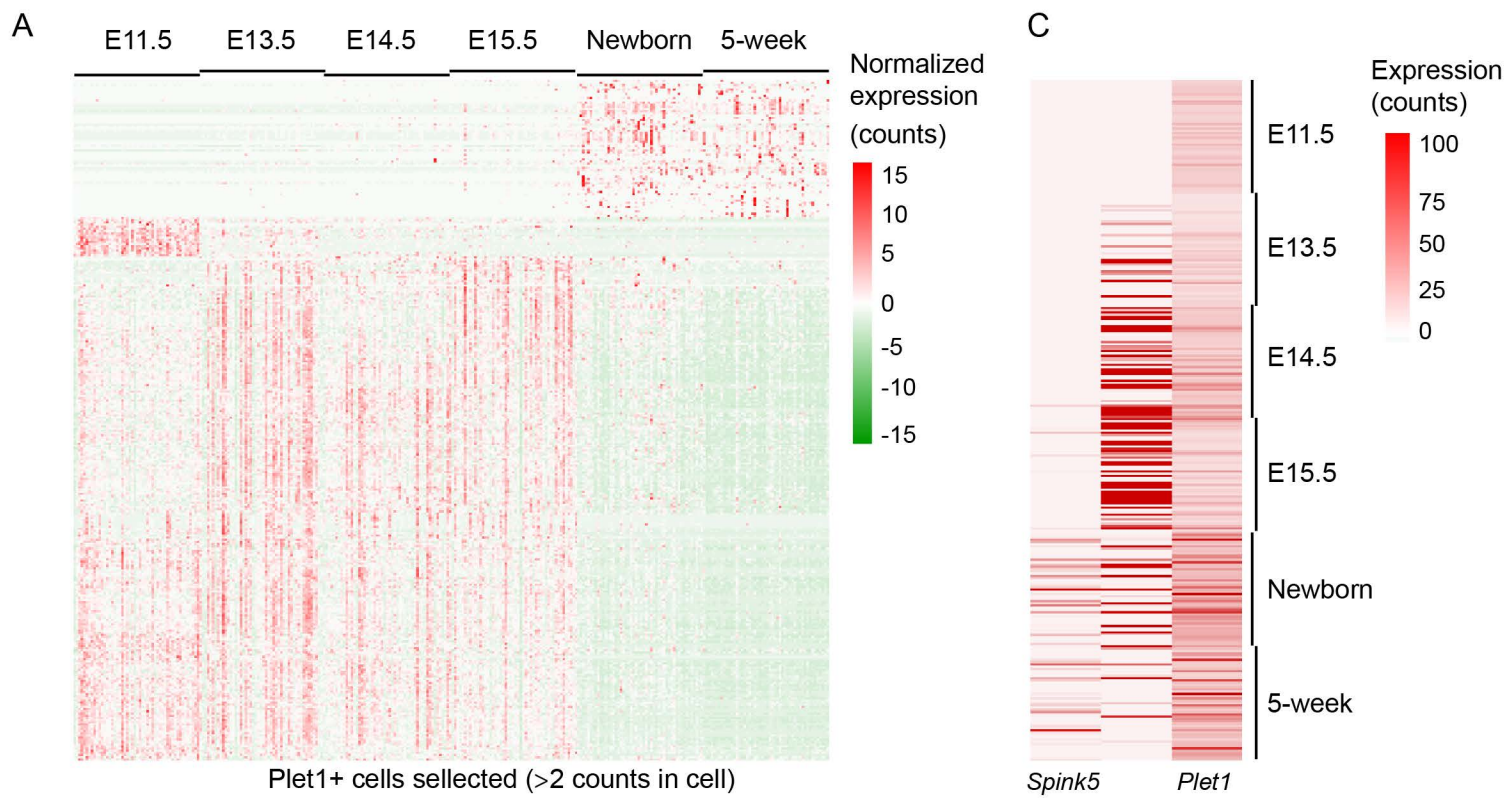 A
E11.5 E13.5 E14.5 E15.5 Newborn 5-week
Normalized
expression
(counts)
15
10
5
0
-5
-10
-15
Plet1+ cells sellected (>2 counts in cell)
C
Expression
(counts)
100
75
50
25
0
E11.5
E13.5
E14.5
E15.5
Newborn
5-week
Spink5 Plet1